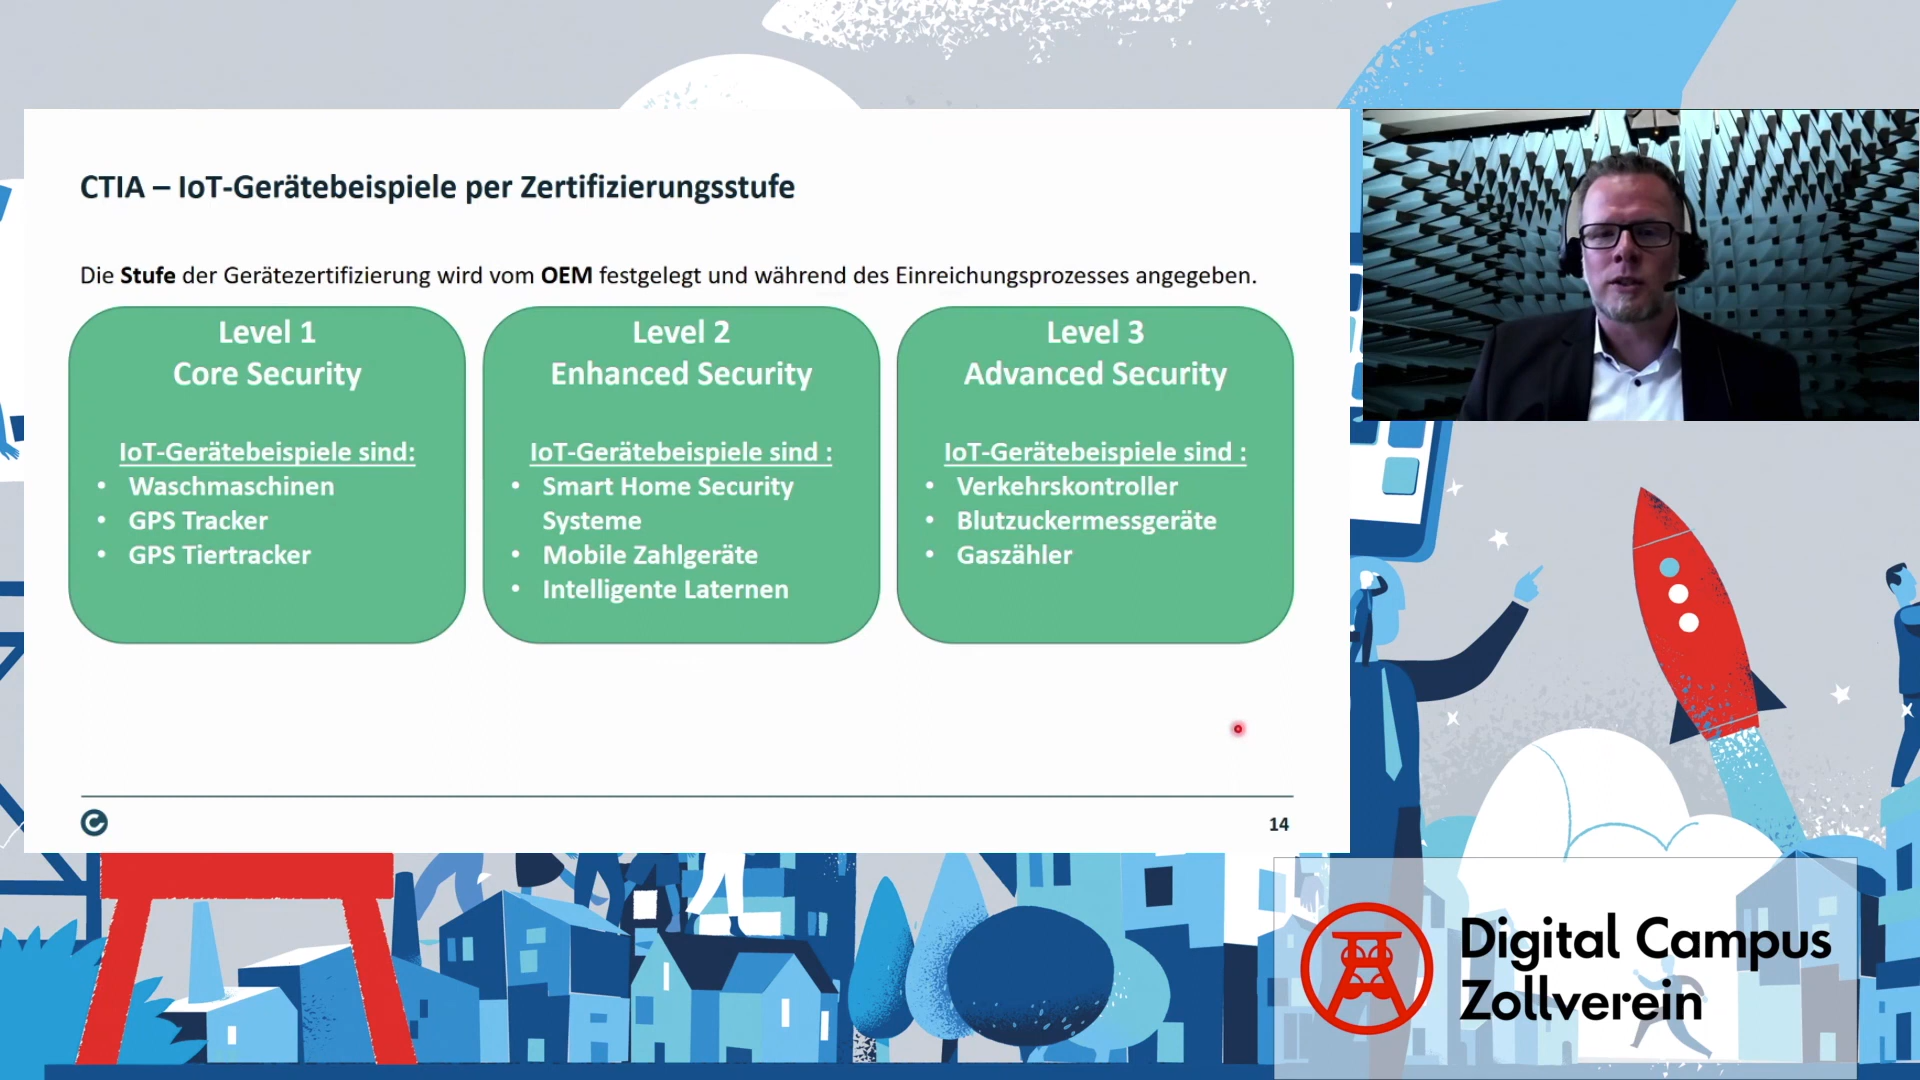 CTIA – IoT-Gerätebeispiele per Zertifizierungsstufe
Die Stufe der Gerätezertifizierung wird vom OEM festgelegt und während des Einreichungsprozesses angegeben.
Level 1
Core Security
IoT-Gerätebeispiele sind:
• Waschmaschinen
• GPS Tracker
• GPS Tiertracker
Level 2
Enhanced Security
IoT-Gerätebeispiele sind :
• Smart Home Security
Systeme
• Mobile Zahlgeräte
• Intelligente Laternen
Level 3
Advanced Security
IoT-Gerätebeispiele sind :
• Verkehrskontroller
• Blutzuckermessgeräte
• Gaszähler
14
Digital Campus
Zollverein